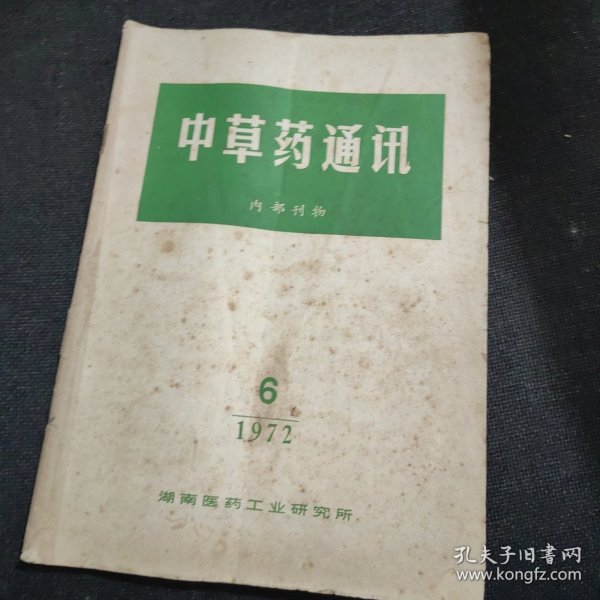 中草药通讯
内部刊物
6
1972
湖南医药工业研究所
孔夫子旧书网
www.kongfz.com